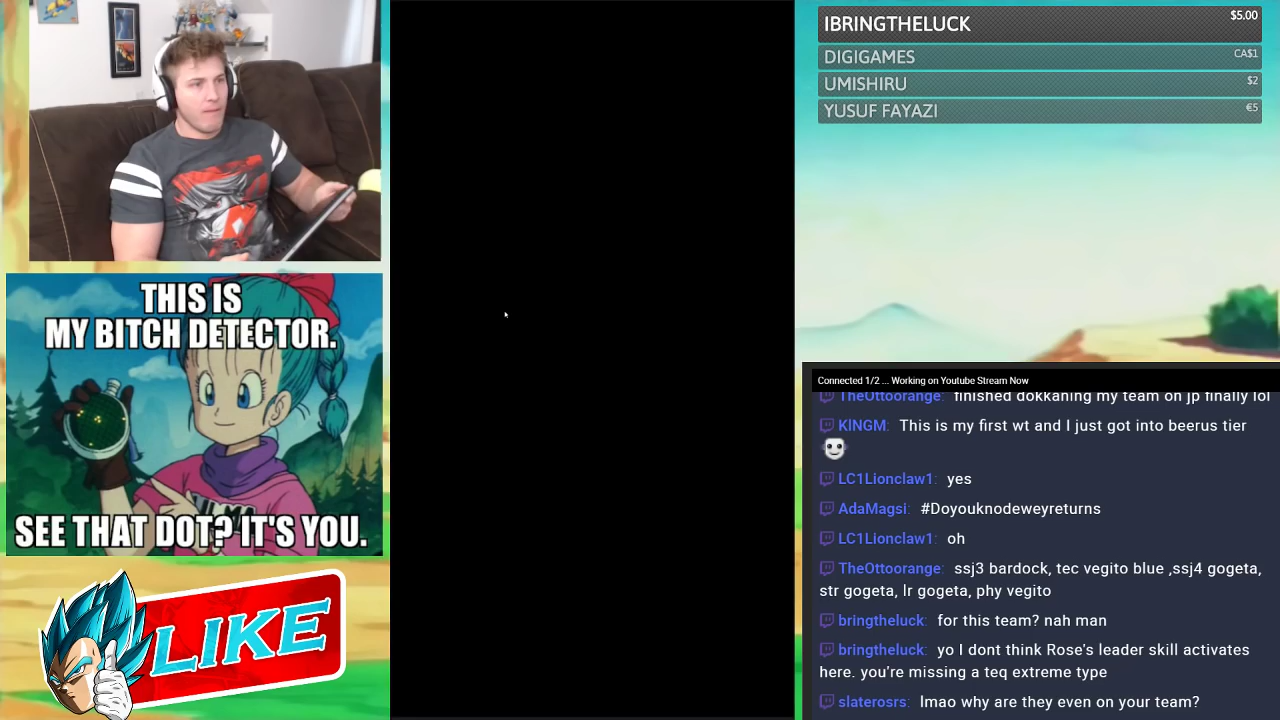 THIS IS
MY BITCH DETECTOR.
SEE THAT DOT? IT'S YOU.
LIKE
IBRINGTHELUCK $5.00
DIGIGAMES CA$1
UMISHIRU $2
YUSUF FAYAZI €5
Connected 1/2 ... Working on Youtube Stream Now
TheOttoorange: finished dokkaning my team on jp finally lol
KINGM: This is my first wt and I just got into beerus tier
LC1Lionclaw1: yes
AdaMagsi: #Doyouknodeweyreturns
LC1Lionclaw1: oh
TheOttoorange: ssj3 bardock, tec vegito blue ,ssj4 gogeta,
str gogeta, lr gogeta, phy vegito
bringtheluck: for this team? nah man
bringtheluck: yo I dont think Rose's leader skill activates
here. you're missing a teq extreme type
slaterosrs: lmao why are they even on your team?